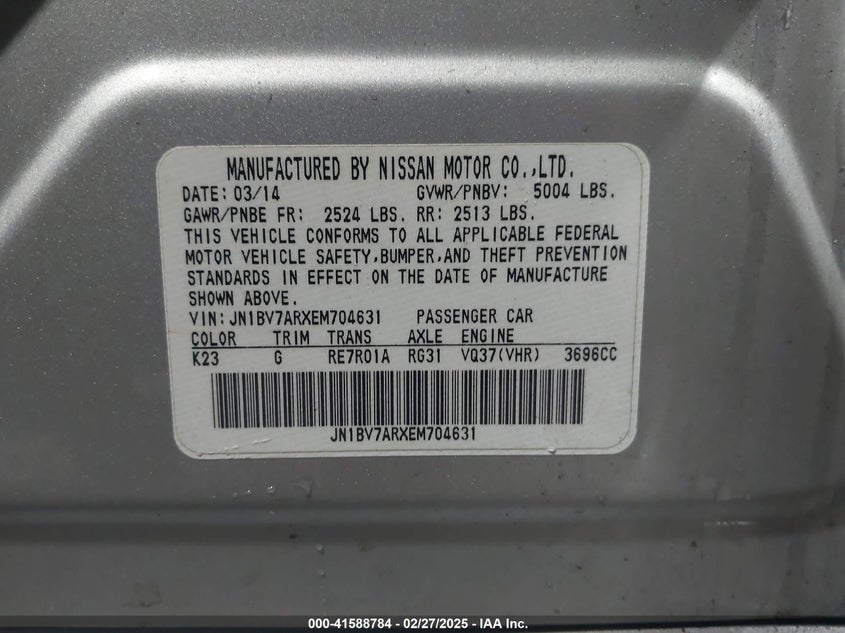 MANUFACTURED BY NISSAN MOTOR CO.,LTD.
DATE: 03/14 GVWR/PNBV: 5004 LBS.
GAWR/PNBE FR: 2524 LBS. RR: 2513 LBS.
THIS VEHICLE CONFORMS TO ALL APPLICABLE FEDERAL
MOTOR VEHICLE SAFETY,BUMPER,AND THEFT PREVENTION
STANDARDS IN EFFECT ON THE DATE OF MANUFACTURE
SHOWN ABOVE.
VIN: JN1BV7ARXEM704631 PASSENGER CAR
COLOR TRIM TRANS AXLE ENGINE
K23 G RE7R01A RG31 VQ37(VHR) 3696CC
JN1BV7ARXEM704631
000-41588784 - 02/27/2025 - IAA Inc.